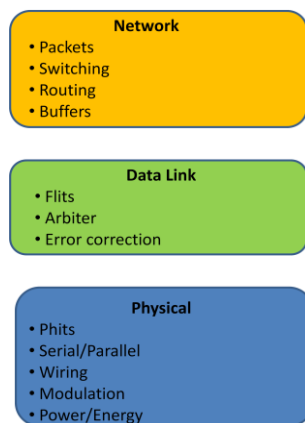 Network
• Packets
• Switching
• Routing
• Buffers
Data Link
• Flits
• Arbiter
• Error correction
Physical
• Phits
• Serial/Parallel
• Wiring
• Modulation
• Power/Energy